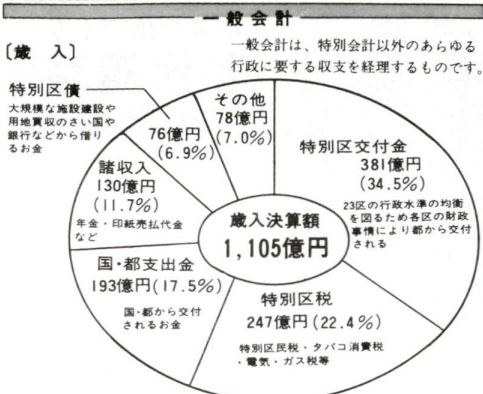 一般会計
〔歳 入〕
一般会計は、特別会計以外のあらゆる
行政に要する収支を経理するものです。
特別区債
大規模な施設建設や
用地買収のさい国や
銀行などから借り
るお金
76億円
(6.9%)
その他
78億円
(7.0%)
特別区交付金
381億円
(34.5%)
23区の行政水準の均衡
を図るため各区の財政
事情により都から交付
される
諸収入
130億円
(11.7%)
年金・印紙売払代金
など
歳入決算額
1,105億円
国・都支出金
193億円(17.5%)
国・都から交付
されるお金
特別区税
247億円(22.4%)
特別区民税・タバコ消費税
・電気・ガス税等